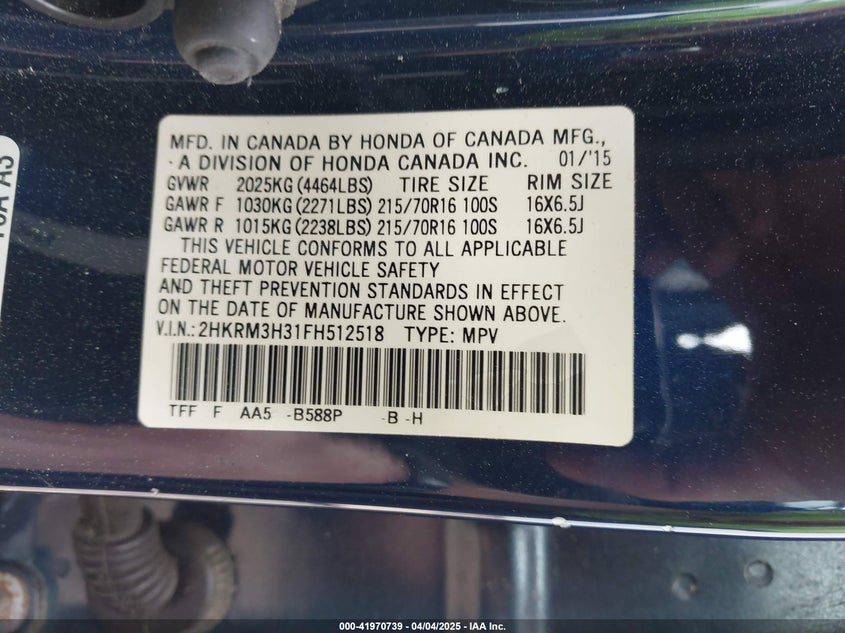 MFD. IN CANADA BY HONDA OF CANADA MFG.,
A DIVISION OF HONDA CANADA INC. 01/'15
GVWR 2025KG (4464LBS) TIRE SIZE RIM SIZE
GAWR F 1030KG (2271LBS) 215/70R16 100S 16X6.5J
GAWR R 1015KG (2238LBS) 215/70R16 100S 16X6.5J
THIS VEHICLE CONFORMS TO ALL APPLICABLE
FEDERAL MOTOR VEHICLE SAFETY
AND THEFT PREVENTION STANDARDS IN EFFECT
ON THE DATE OF MANUFACTURE SHOWN ABOVE.
V.I.N.: 2HKRM3H31FH512518 TYPE: MPV
TFF F AA5 -B588P -B -H
000-41970739 - 04/04/2025 - IAA Inc.